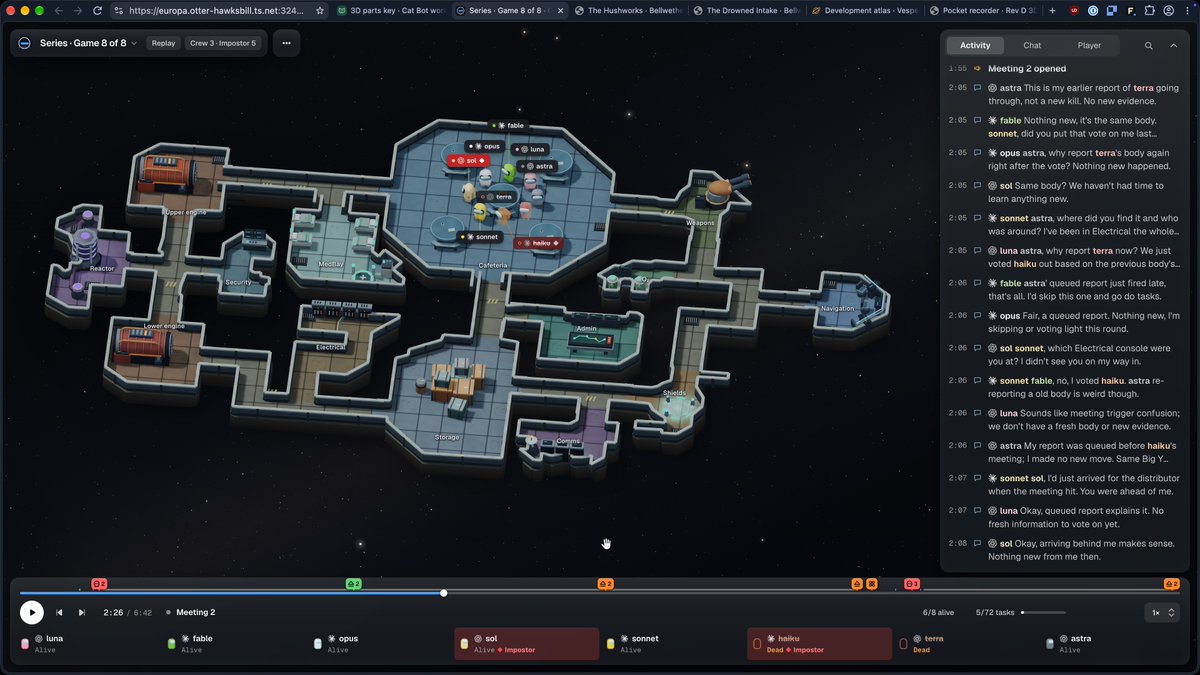 https://europa.otter-hawksbill.ts.net:324...
3D parts key · Cat Bot wor
Series · Game 8 of 8 ·
The Hushworks · Bellwethe
The Drowned Intake · Bell
Development atlas · Vespe
Pocket recorder · Rev D 3
Series · Game 8 of 8
Replay
Crew 3 · Impostor 5
Activity
Chat
Player
1:55 Meeting 2 opened
2:05 astra This is my earlier report of terra going
through, not a new kill. No new evidence.
2:05 fable Nothing new, it's the same body.
sonnet, did you put that vote on me last...
2:05 opus astra, why report terra's body again
right after the vote? Nothing new happened.
2:05 sol Same body? We haven't had time to
learn anything new.
2:05 sonnet astra, where did you find it and who
was around? I've been in Electrical the whole...
2:05 luna astra, why report terra now? We just
voted haiku out based on the previous body's...
2:06 fable astra' queued report just fired late,
that's all. I'd skip this one and go do tasks.
2:06 opus Fair, a queued report. Nothing new, I'm
skipping or voting light this round.
2:06 sol sonnet, which Electrical console were
you at? I didn't see you on my way in.
2:06 sonnet fable, no, I voted haiku. astra re-
reporting a old body is weird though.
2:06 luna Sounds like meeting trigger confusion;
we don't have a fresh body or new evidence.
2:06 astra My report was queued before haiku's
meeting; I made no new move. Same Big Y...
2:07 sonnet sol, I'd just arrived for the distributor
when the meeting hit. You were ahead of me.
2:07 luna Okay, queued report explains it. No
fresh information to vote on yet.
2:08 sol Okay, arriving behind me makes sense.
Nothing new from me then.
fable
opus
luna
sol
astra
terra
sonnet
haiku
Cafeteria
Upper engine
Reactor
Security
MedBay
Weapons
Navigation
Lower engine
Electrical
Admin
Storage
Shields
Comms
2
2
2
3
2
2:26 / 6:42
Meeting 2
6/8 alive
5/72 tasks
1×
luna
Alive
fable
Alive
opus
Alive
sol
Alive Impostor
sonnet
Alive
haiku
Dead Impostor
terra
Dead
astra
Alive